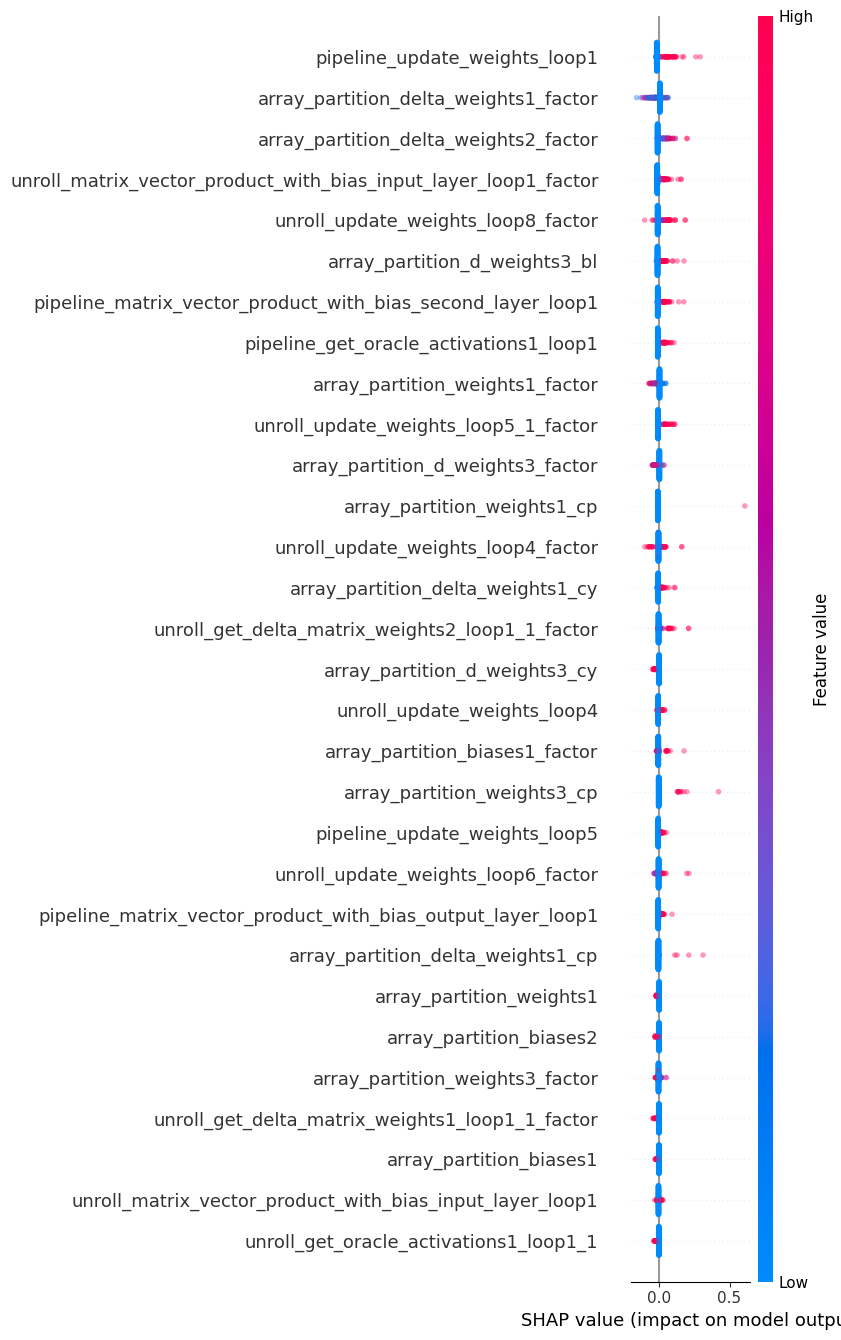 High
pipeline_update_weights_loop1
array_partition_delta_weights1_factor
array_partition_delta_weights2_factor
unroll_matrix_vector_product_with_bias_input_layer_loop1_factor
unroll_update_weights_loop8_factor
array_partition_d_weights3_bl
pipeline_matrix_vector_product_with_bias_second_layer_loop1
pipeline_get_oracle_activations1_loop1
array_partition_weights1_factor
unroll_update_weights_loop5_1_factor
array_partition_d_weights3_factor
array_partition_weights1_cp
unroll_update_weights_loop4_factor
array_partition_delta_weights1_cy
unroll_get_delta_matrix_weights2_loop1_1_factor
array_partition_d_weights3_cy
unroll_update_weights_loop4
array_partition_biases1_factor
array_partition_weights3_cp
pipeline_update_weights_loop5
unroll_update_weights_loop6_factor
pipeline_matrix_vector_product_with_bias_output_layer_loop1
array_partition_delta_weights1_cp
array_partition_weights1
array_partition_biases2
array_partition_weights3_factor
unroll_get_delta_matrix_weights1_loop1_1_factor
array_partition_biases1
unroll_matrix_vector_product_with_bias_input_layer_loop1
unroll_get_oracle_activations1_loop1_1
Feature value
Low
0.0 0.5
SHAP value (impact on model outpu